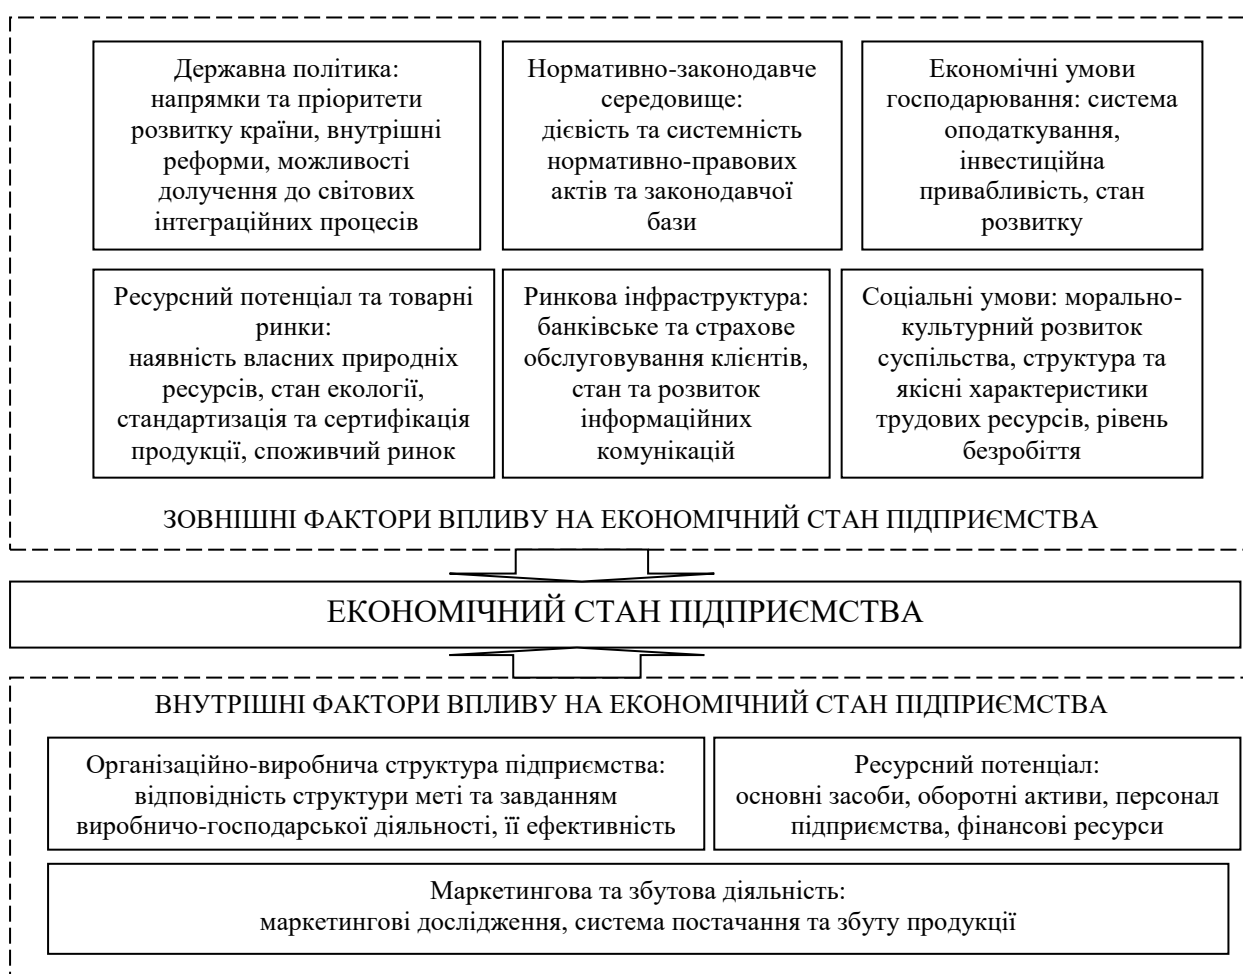 Державна політика:
напрямки та пріоритети
розвитку країни, внутрішні
реформи, можливості
долучення до світових
інтеграційних процесів
Нормативно-законодавче
середовище:
дієвість та системність
нормативно-правових
актів та законодавчої
бази
Економічні умови
господарювання: система
оподаткування,
інвестиційна
привабливість, стан
розвитку
Ресурсний потенціал та товарні
ринки:
наявність власних природніх
ресурсів, стан екології,
стандартизація та сертифікація
продукції, споживчий ринок
Ринкова інфраструктура:
банківське та страхове
обслуговування клієнтів,
стан та розвиток
інформаційних
комунікацій
Соціальні умови: морально-
культурний розвиток
суспільства, структура та
якісні характеристики
трудових ресурсів, рівень
безробіття
ЗОВНІШНІ ФАКТОРИ ВПЛИВУ НА ЕКОНОМІЧНИЙ СТАН ПІДПРИЄМСТВА
ЕКОНОМІЧНИЙ СТАН ПІДПРИЄМСТВА
ВНУТРІШНІ ФАКТОРИ ВПЛИВУ НА ЕКОНОМІЧНИЙ СТАН ПІДПРИЄМСТВА
Організаційно-виробнича структура підприємства:
відповідність структури меті та завданням
виробничо-господарської діяльності, її ефективність
Ресурсний потенціал:
основні засоби, оборотні активи, персонал
підприємства, фінансові ресурси
Маркетингова та збутова діяльність:
маркетингові дослідження, система постачання та збуту продукції